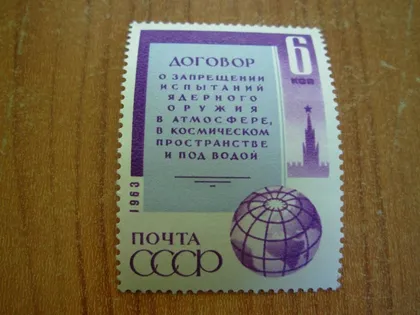 ДОГОВОР
О ЗАПРЕЩЕНИИ
ИСПЫТАНИЙ
ЯДЕРНОГО
ОРУЖИЯ
В АТМОСФЕРЕ,
В КОСМИЧЕСКОМ
ПРОСТРАНСТВЕ
И ПОД ВОДОЙ
6
КОП
1963
ПОЧТА
СССР